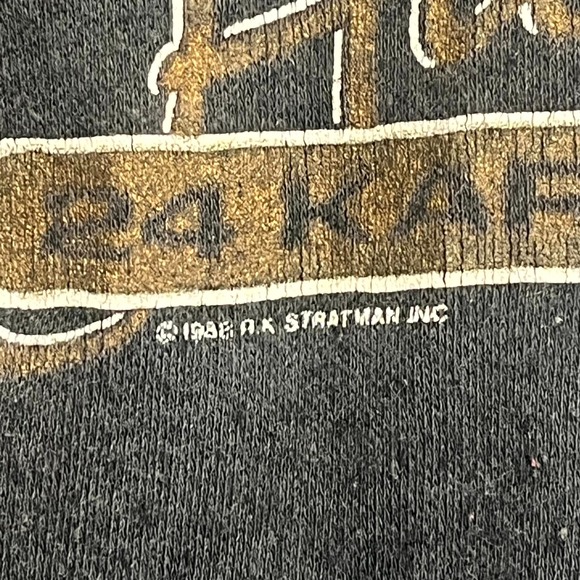 24 KAR
© 1988 R.K STRATMAN INC